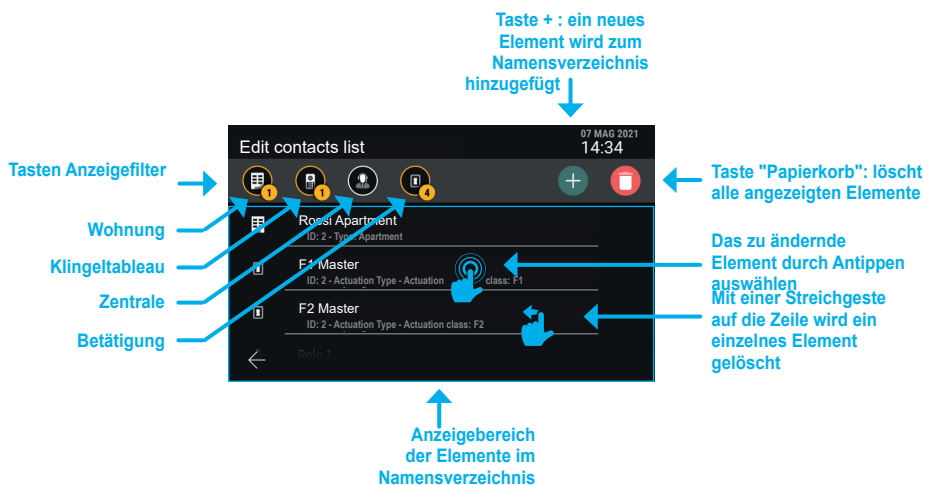 Taste + : ein neues
Element wird zum
Namensverzeichnis
hinzugefügt
07 MAG 2021
Edit contacts list
14:34
Tasten Anzeigefilter
1
1
4
Taste "Papierkorb": löscht
alle angezeigten Elemente
Wohnung
Klingeltableau
Zentrale
Betätigung
Rossi Apartment
ID: 2 - Type: Apartment
F1 Master
ID: 2 - Actuation Type - Actuation class: F1
F2 Master
ID: 2 - Actuation Type - Actuation class: F2
Rele 1
Das zu ändernde
Element durch Antippen
auswählen
Mit einer Streichgeste
auf die Zeile wird ein
einzelnes Element
gelöscht
Anzeigebereich
der Elemente im
Namensverzeichnis